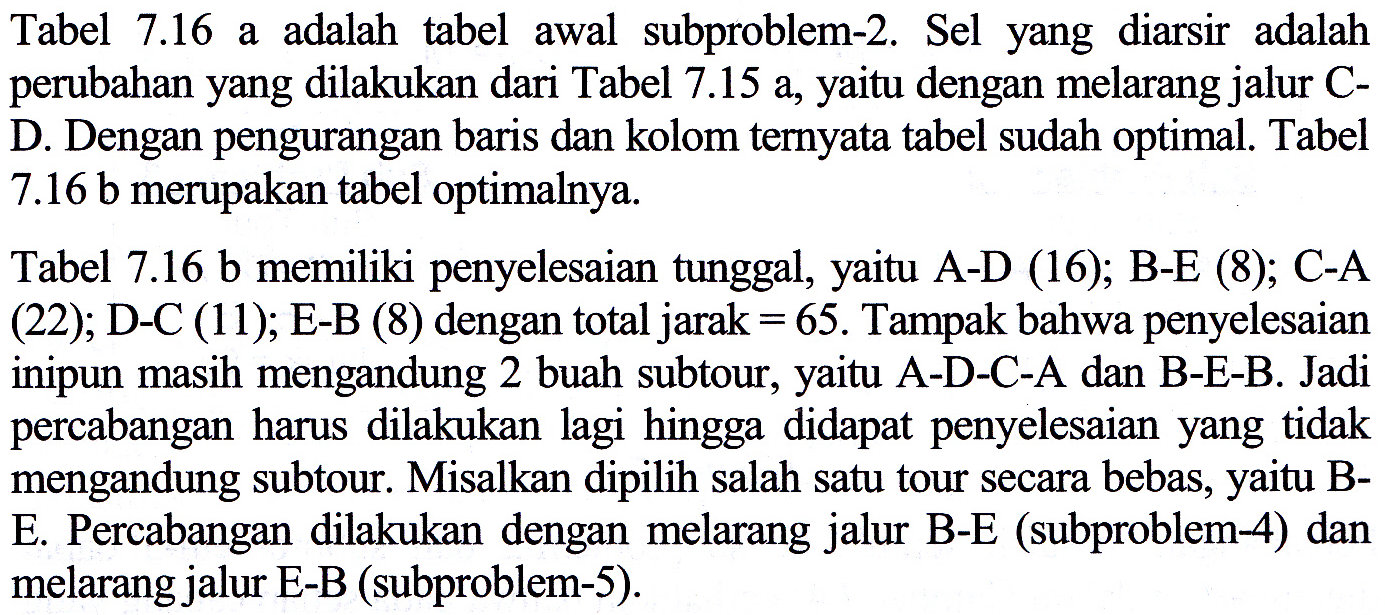 Tabel 7.16 a adalah tabel awal subproblem-2. Sel yang diarsir adalah
perubahan yang dilakukan dari Tabel 7.15 a, yaitu dengan melarang jalur C-
D. Dengan pengurangan baris dan kolom ternyata tabel sudah optimal. Tabel
7.16 b merupakan tabel optimalnya.
Tabel 7.16 b memiliki penyelesaian tunggal, yaitu A-D (16); B-E (8); C-A
(22); D-C (11); E-B (8) dengan total jarak = 65. Tampak bahwa penyelesaian
inipun masih mengandung 2 buah subtour, yaitu A-D-C-A dan B-E-B. Jadi
percabangan harus dilakukan lagi hingga didapat penyelesaian yang tidak
mengandung subtour. Misalkan dipilih salah satu tour secara bebas, yaitu B-
E. Percabangan dilakukan dengan melarang jalur B-E (subproblem-4) dan
melarang jalur E-B (subproblem-5).